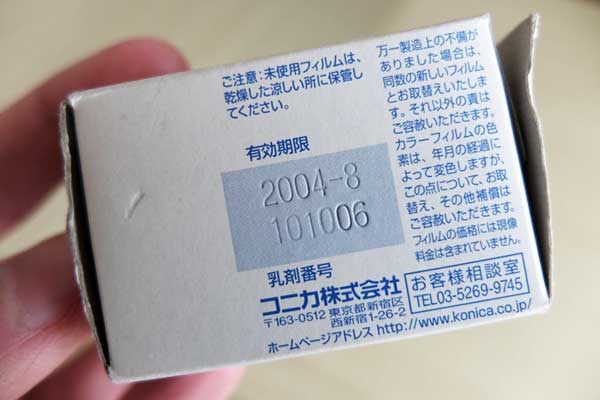 ご注意:未使用フィルムは、
乾燥した涼しい所に保管し
てください。
有効期限
2004-8
101006
乳剤番号
万一製造上の不備が
ありました場合は、
同数の新しいフィルム
とお取替えいたしま
す。それ以外の責は
ご容赦いただきます。
カラーフィルムの色
素は、年月の経過に
よって変色しますが、
この点について、お取
替え、その他補償は
ご容赦いただきます。
フィルムの価格には現像
料金は含まれていません。
コニカ株式会社
〒163-0512 東京都新宿区
西新宿1-26-2
お客様相談室
TEL03-5269-9745
ホームページアドレス http://www.konica.co.jp/